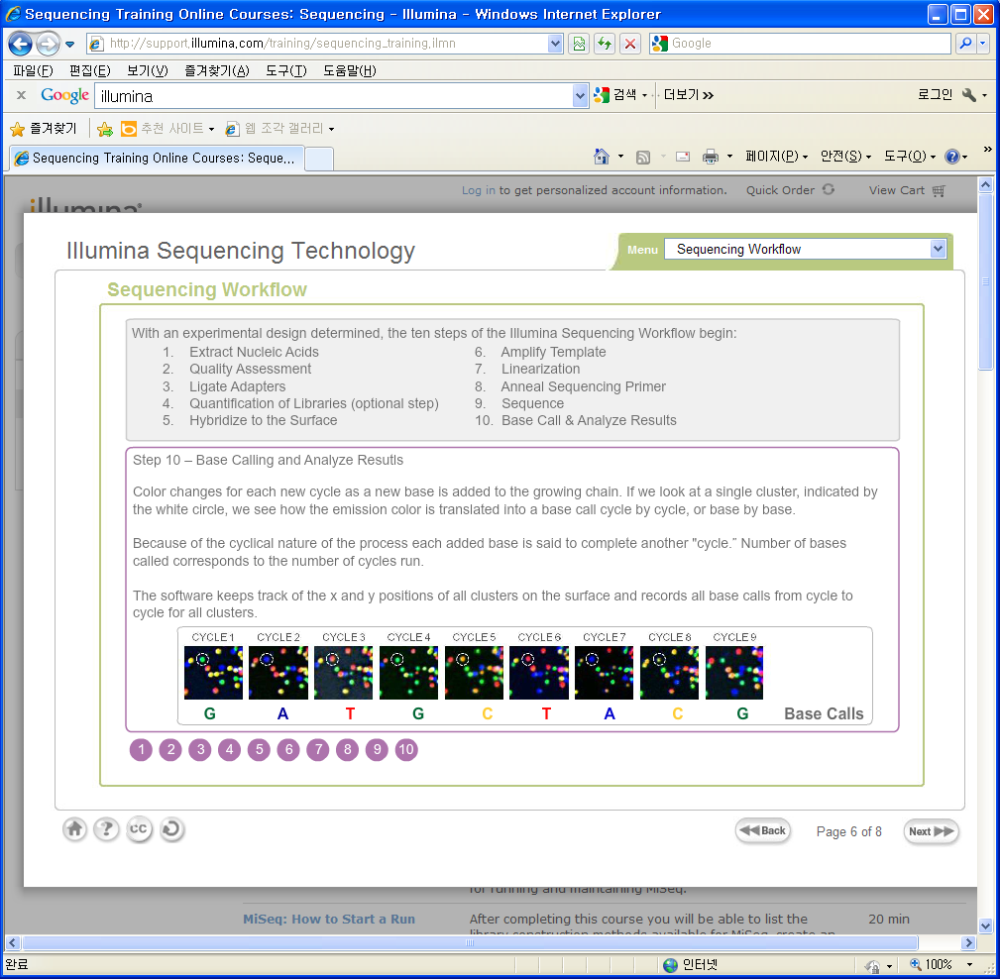 Sequencing Training Online Courses: Sequencing - Illumina - Windows Internet Explorer
http://support.illumina.com/training/sequencing_training.ilmn
Google
파일(F) 편집(E) 보기(V) 즐겨찾기(A) 도구(T) 도움말(H)
x Google illumina 검색 더보기 » 로그인
즐겨찾기 추천 사이트 웹 조각 갤러리
Sequencing Training Online Courses: Seque... 페이지(P) 안전(S) 도구(O) »
Log in to get personalized account information. Quick Order View Cart
illumina
Illumina Sequencing Technology
Menu Sequencing Workflow
Sequencing Workflow
With an experimental design determined, the ten steps of the Illumina Sequencing Workflow begin:
1. Extract Nucleic Acids 6. Amplify Template
2. Quality Assessment 7. Linearization
3. Ligate Adapters 8. Anneal Sequencing Primer
4. Quantification of Libraries (optional step) 9. Sequence
5. Hybridize to the Surface 10. Base Call & Analyze Results
Step 10 – Base Calling and Analyze Resutls
Color changes for each new cycle as a new base is added to the growing chain. If we look at a single cluster, indicated by
the white circle, we see how the emission color is translated into a base call cycle by cycle, or base by base.
Because of the cyclical nature of the process each added base is said to complete another "cycle.” Number of bases
called corresponds to the number of cycles run.
The software keeps track of the x and y positions of all clusters on the surface and records all base calls from cycle to
cycle for all clusters.
CYCLE 1 CYCLE 2 CYCLE 3 CYCLE 4 CYCLE 5 CYCLE 6 CYCLE 7 CYCLE 8 CYCLE 9
G A T G C T A C G Base Calls
1 2 3 4 5 6 7 8 9 10
? CC Back Page 6 of 8 Next
for running and maintaining MiSeq.
MiSeq: How to Start a Run After completing this course you will be able to list the 20 min
library construction methods available for MiSeq, create an
완료 인터넷 100%